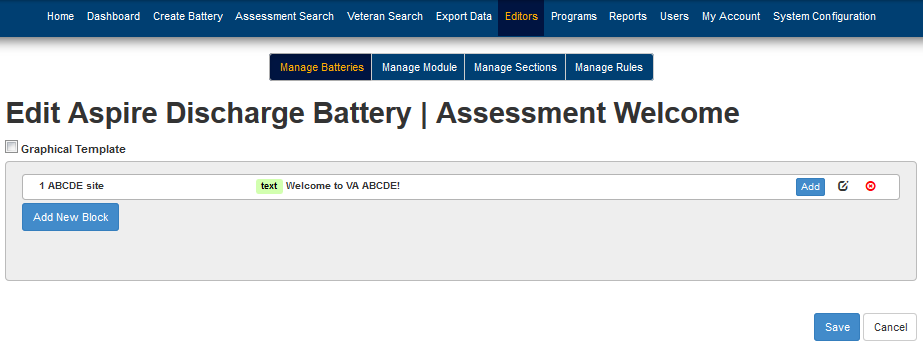 Home Dashboard Create Battery Assessment Search Veteran Search Export Data Editors Programs Reports Users My Account System Configuration
Manage Batteries Manage Module Manage Sections Manage Rules
Edit Aspire Discharge Battery | Assessment Welcome
Graphical Template
1 ABCDE site text Welcome to VA ABCDE! Add
Add New Block
Save Cancel